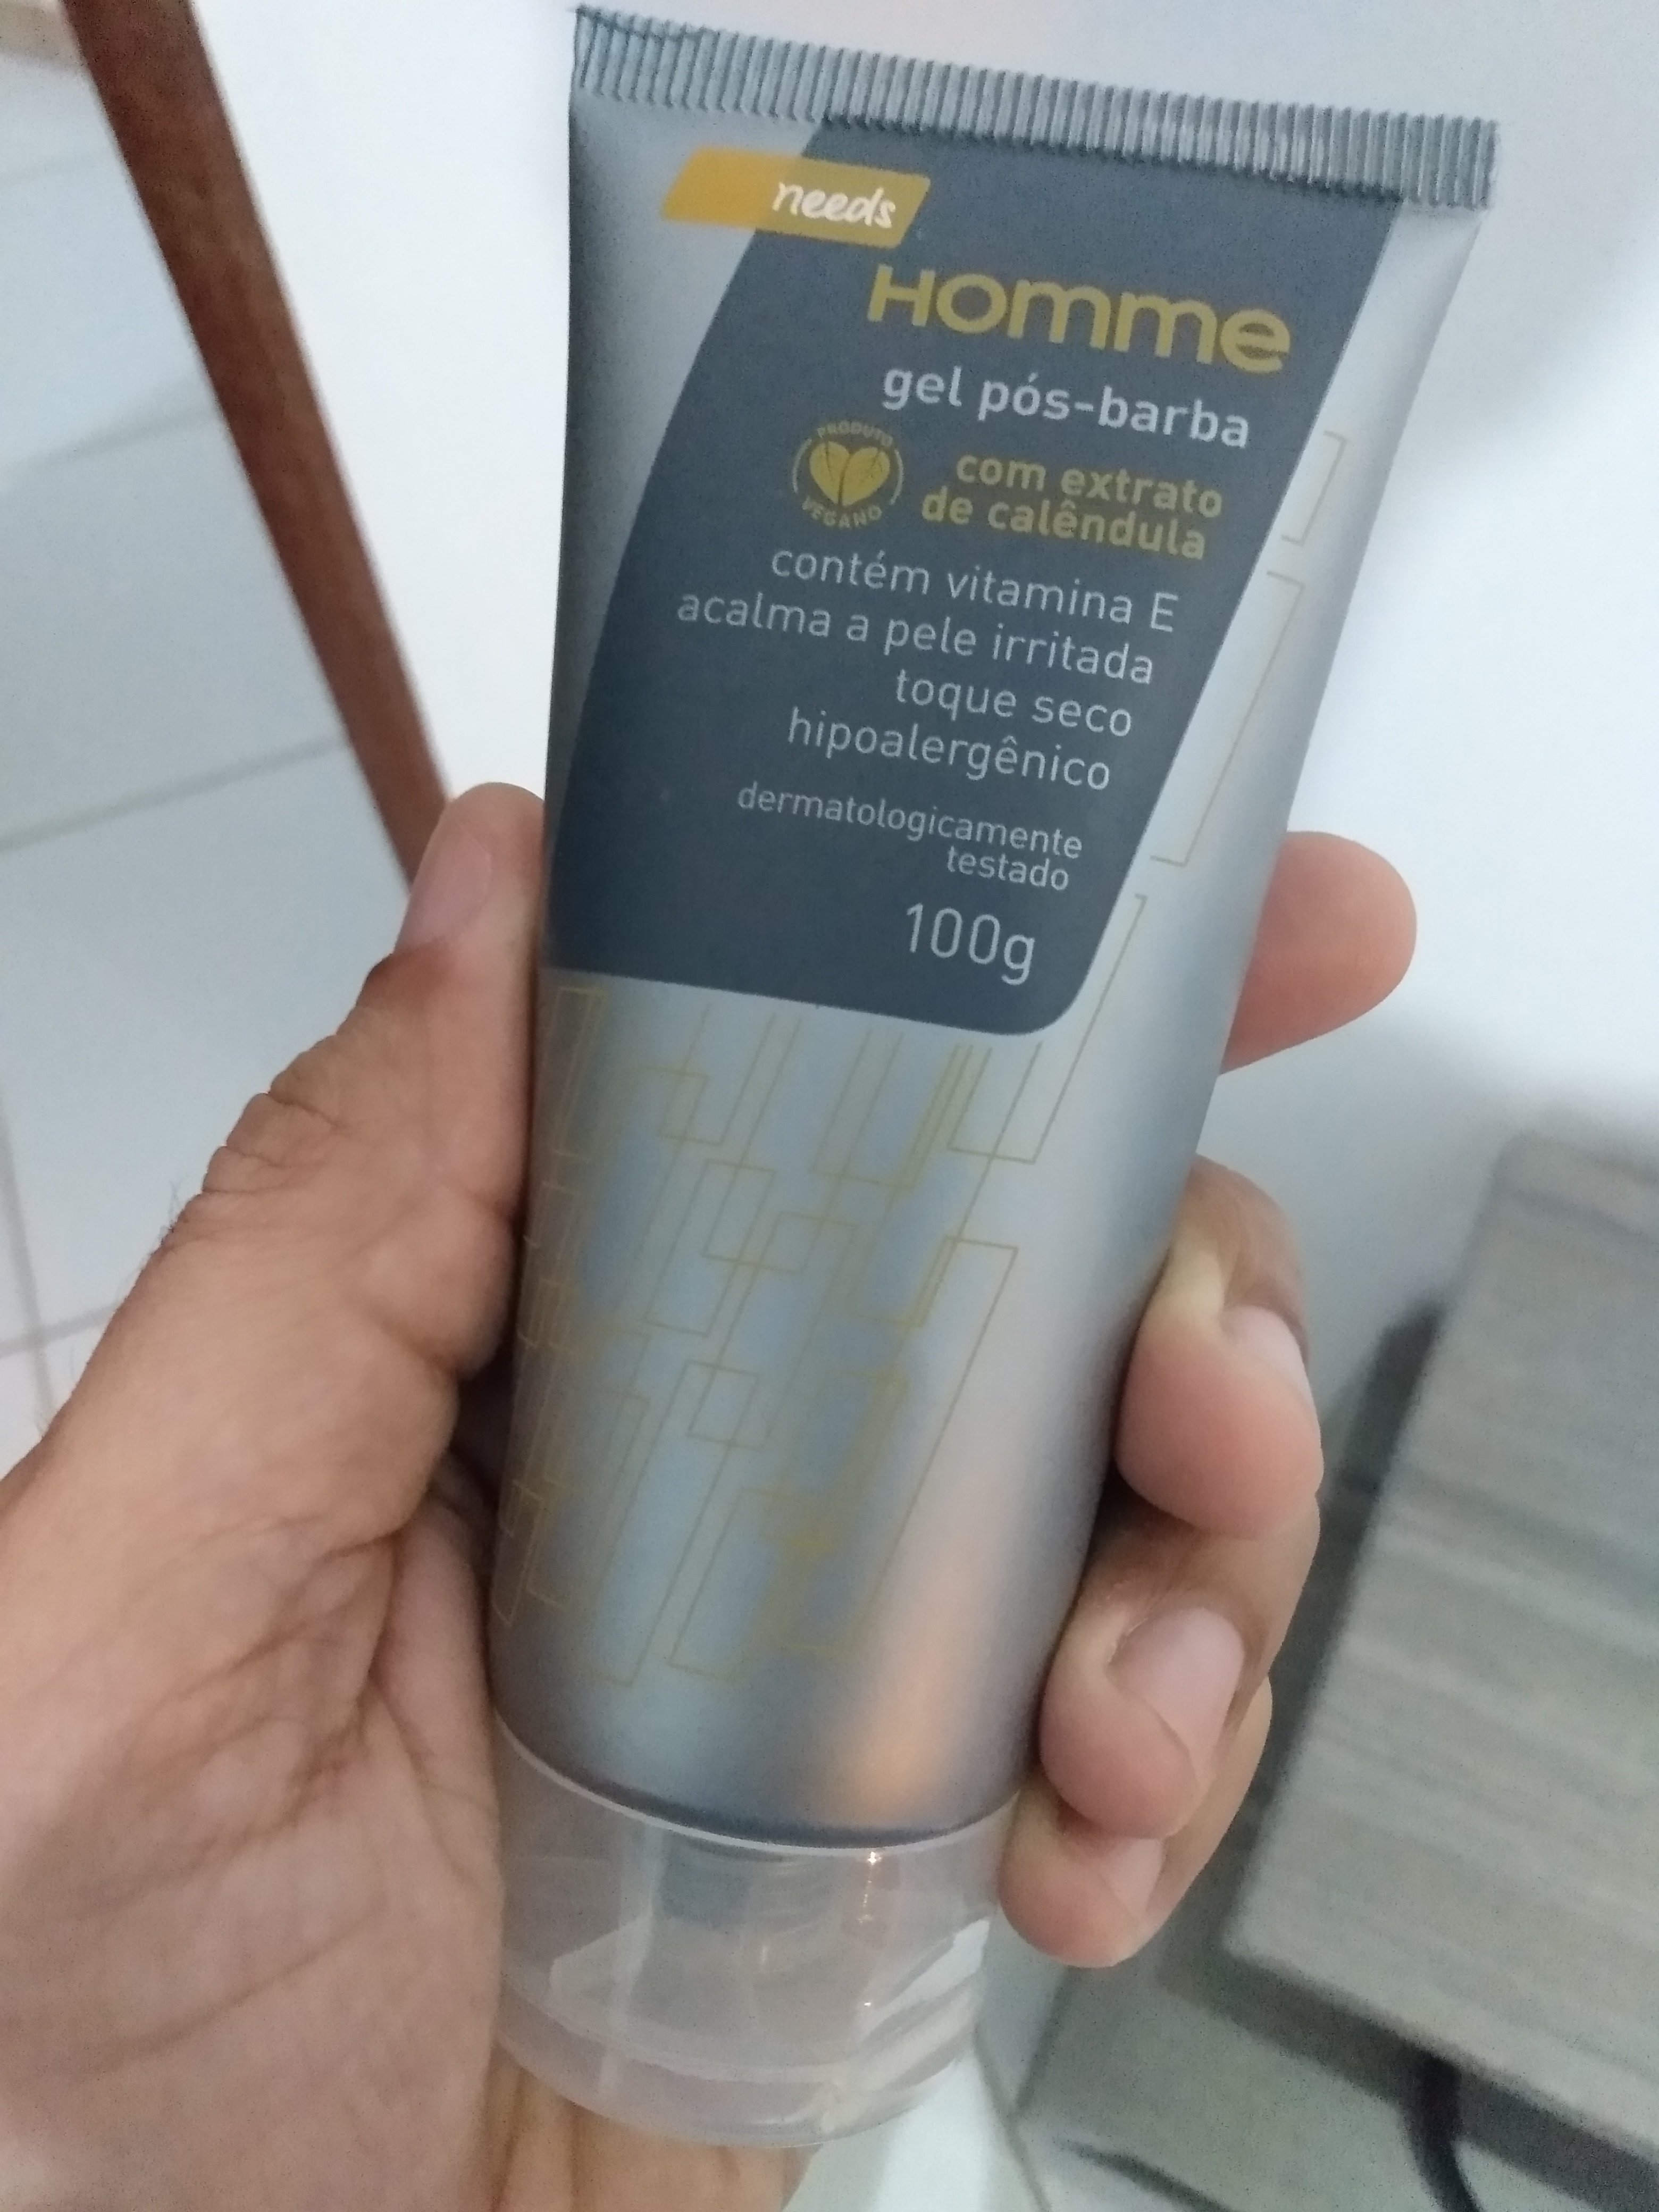 needs
Homme
gel pós-barba
PRODUTO
VEGANO
com extrato
de calêndula
contém vitamina E
acalma a pele irritada
toque seco
hipoalergênico
dermatologicamente
testado
100g